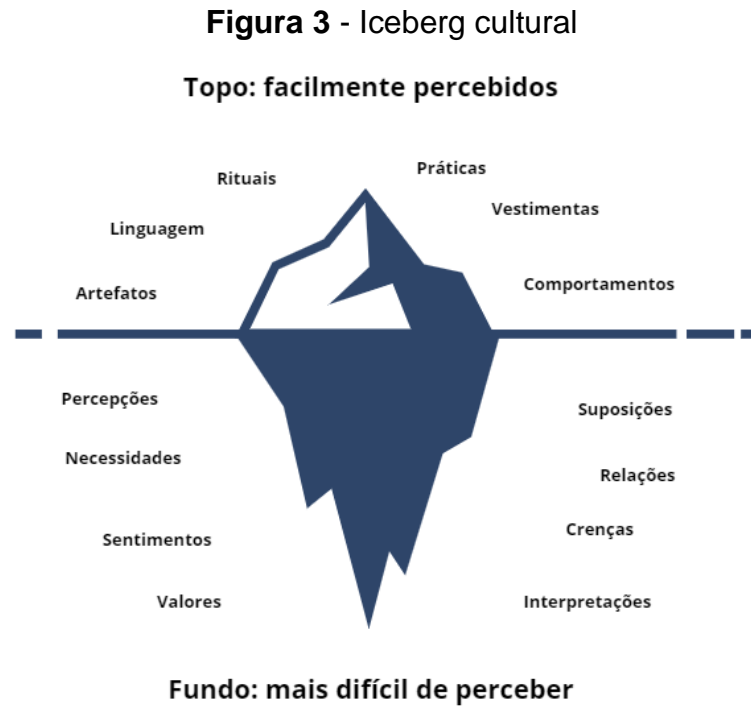 Figura 3 - Iceberg cultural
Topo: facilmente percebidos
Práticas
Rituais
Vestimentas
Linguagem
Comportamentos
Artefatos
Percepções
Suposições
Necessidades
Relações
Crenças
Sentimentos
Valores
Interpretações
Fundo: mais difícil de perceber